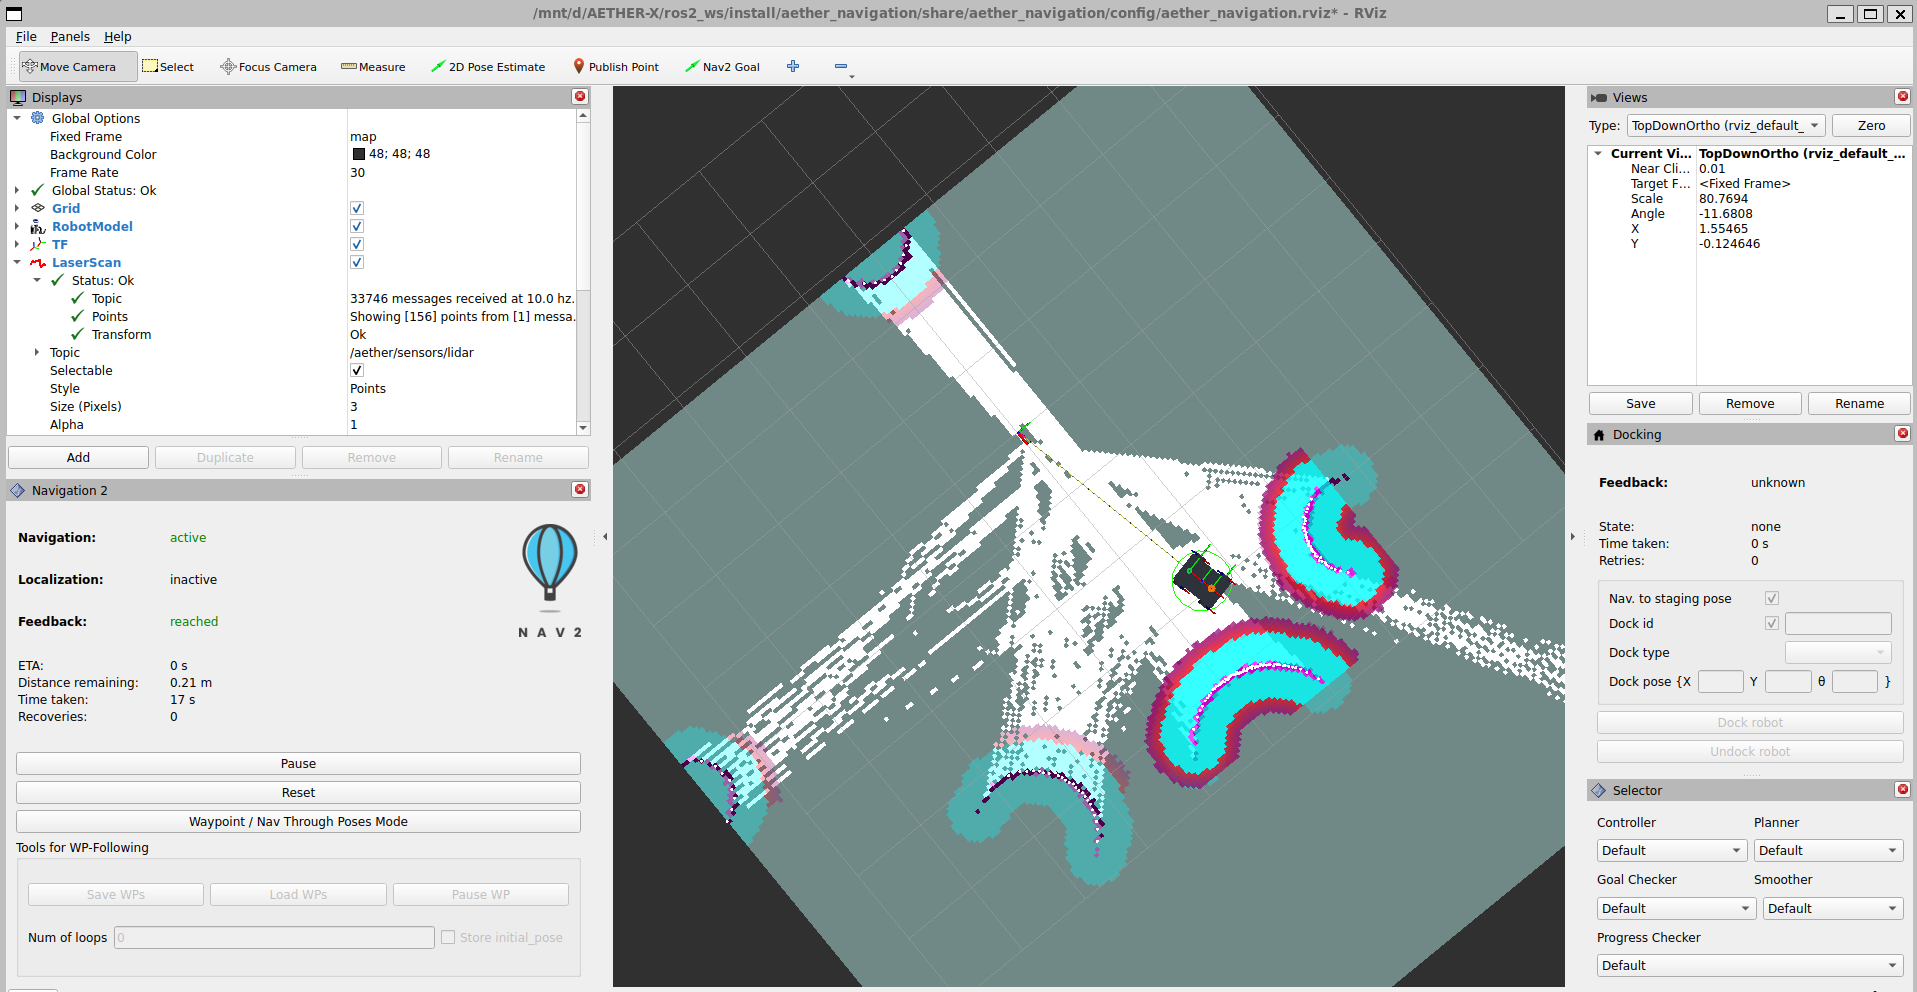 /mnt/d/AETHER-X/ros2_ws/install/aether_navigation/share/aether_navigation/config/aether_navigation.rviz* - RViz
File Panels Help
Move Camera Select Focus Camera Measure 2D Pose Estimate Publish Point Nav2 Goal
Displays
Global Options
Fixed Frame map
Background Color 48; 48; 48
Frame Rate 30
Global Status: Ok
Grid
RobotModel
TF
LaserScan
Status: Ok
Topic 33746 messages received at 10.0 hz.
Points Showing [156] points from [1] messa.
Transform Ok
Topic /aether/sensors/lidar
Selectable
Style Points
Size (Pixels) 3
Alpha 1
Add Duplicate Remove Rename
Navigation 2
Navigation: active
Localization: inactive
Feedback: reached
NAV2
ETA: 0 s
Distance remaining: 0.21 m
Time taken: 17 s
Recoveries: 0
Pause
Reset
Waypoint / Nav Through Poses Mode
Tools for WP-Following
Save WPs Load WPs Pause WP
Num of loops 0 Store initial_pose
Views
Type: TopDownOrtho (rviz_default_ Zero
Current Vi... TopDownOrtho (rviz_default_...
Near Cli... 0.01
Target F... <Fixed Frame>
Scale 80.7694
Angle -11.6808
X 1.55465
Y -0.124646
Save Remove Rename
Docking
Feedback: unknown
State: none
Time taken: 0 s
Retries: 0
Nav. to staging pose
Dock id
Dock type
Dock pose {X Y θ }
Dock robot
Undock robot
Selector
Controller Planner
Default Default
Goal Checker Smoother
Default Default
Progress Checker
Default